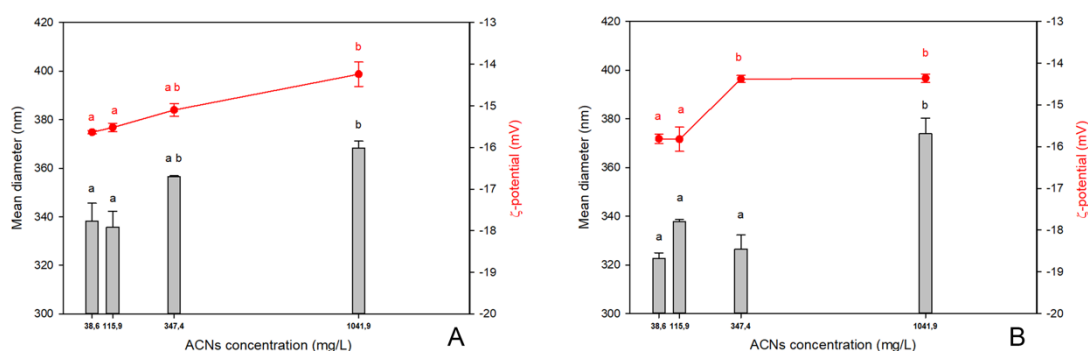 420
400
380
360
340
320
300
Mean diameter (nm)
-13
-14
-15
-16
-17
-18
-19
-20
ζ-potential (mV)
a a a b b
a a a b b
38,6 115,9 347,4 1041,9
ACNs concentration (mg/L)
A
420
400
380
360
340
320
300
Mean diameter (nm)
-13
-14
-15
-16
-17
-18
-19
-20
ζ-potential (mV)
a a b b
a a a b
38,6 115,9 347,4 1041,9
ACNs concentration (mg/L)
B